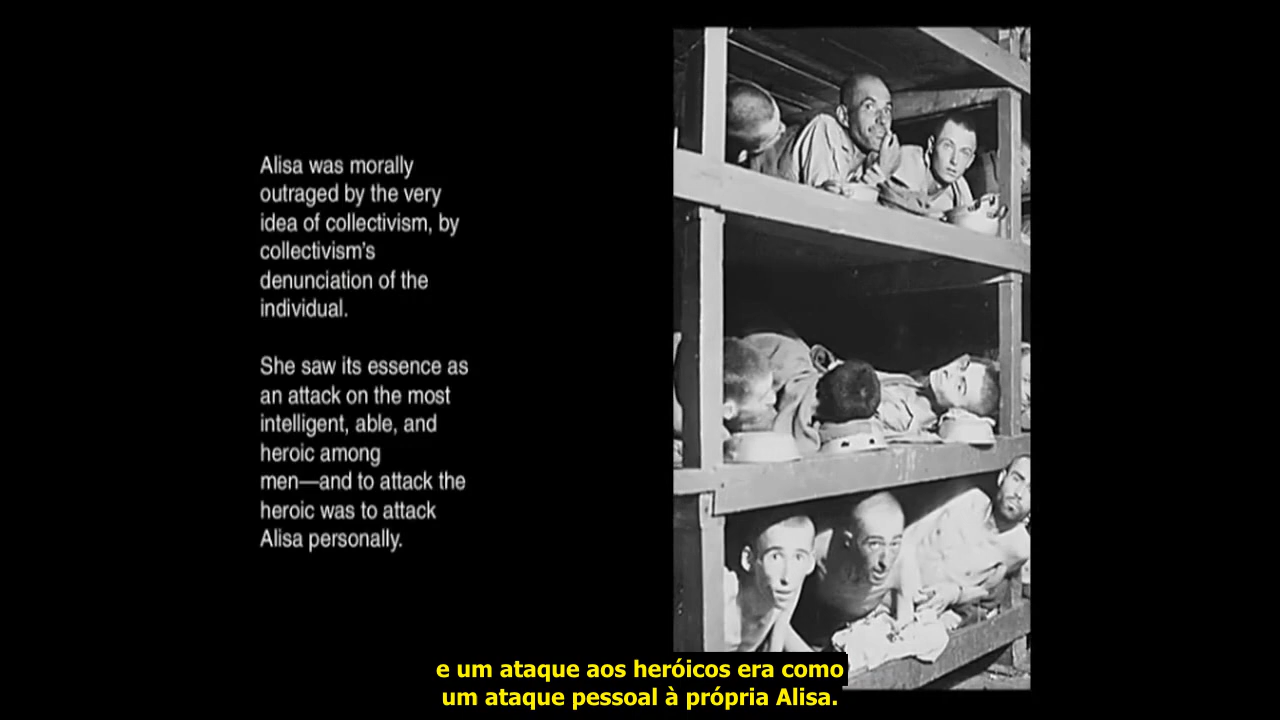 Alisa was morally
outraged by the very
idea of collectivism, by
collectivism's
denunciation of the
individual.
She saw its essence as
an attack on the most
intelligent, able, and
heroic among
men—and to attack the
heroic was to attack
Alisa personally.
e um ataque aos heróicos era como
um ataque pessoal à própria Alisa.